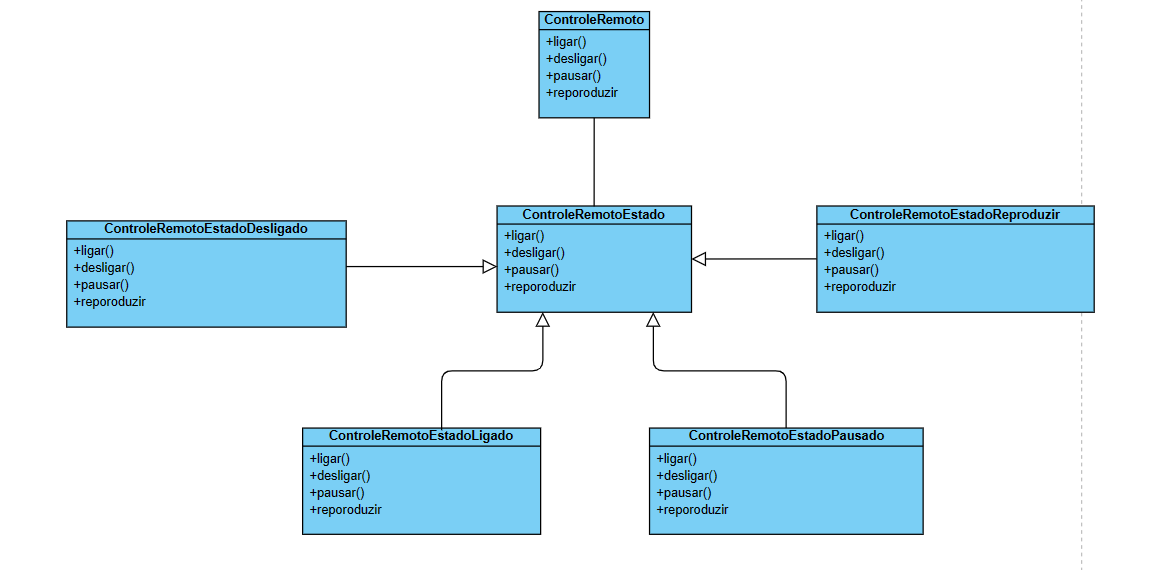 ControleRemoto
+ligar()
+desligar()
+pausar()
+reporoduzir
ControleRemotoEstadoDesligado
+ligar()
+desligar()
+pausar()
+reporoduzir
ControleRemotoEstado
+ligar()
+desligar()
+pausar()
+reporoduzir
ControleRemotoEstadoReproduzir
+ligar()
+desligar()
+pausar()
+reporoduzir
ControleRemotoEstadoLigado
+ligar()
+desligar()
+pausar()
+reporoduzir
ControleRemotoEstadoPausado
+ligar()
+desligar()
+pausar()
+reporoduzir